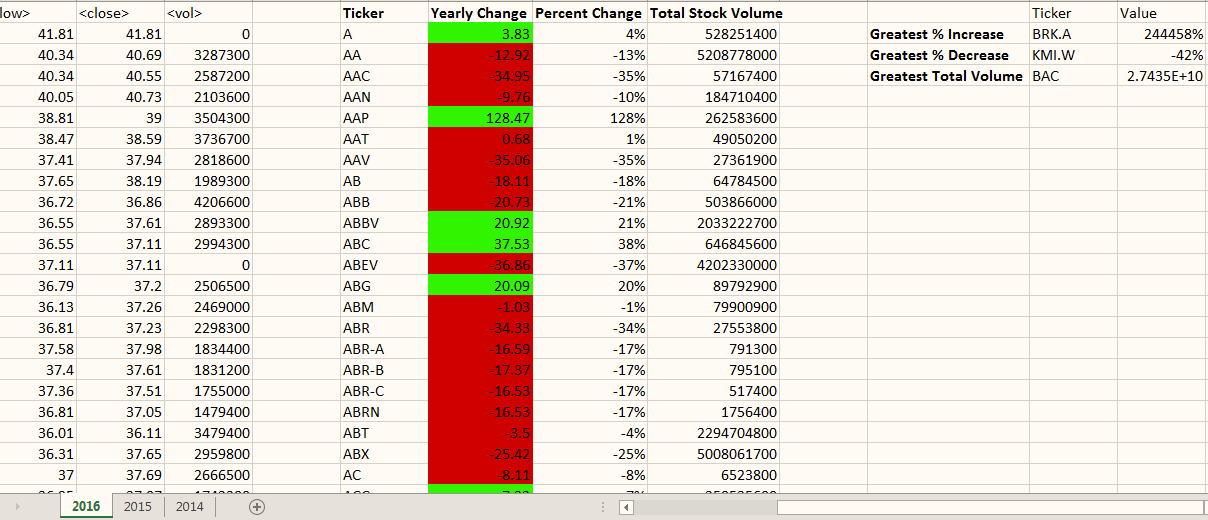 low> <close> <vol> Ticker Yearly Change Percent Change Total Stock Volume Ticker Value
41.81 41.81 0 A 3.83 4% 528251400 Greatest % Increase BRK.A 244458%
40.34 40.69 3287300 AA -12.92 -13% 5208778000 Greatest % Decrease KMI.W -42%
40.34 40.55 2587200 AAC -34.95 -35% 57167400 Greatest Total Volume BAC 2.7435E+10
40.05 40.73 2103600 AAN -9.76 -10% 184710400
38.81 39 3504300 AAP 128.47 128% 262583600
38.47 38.59 3736700 AAT 0.68 1% 49050200
37.41 37.94 2818600 AAV -35.06 -35% 27361900
37.65 38.19 1989300 AB -18.11 -18% 64784500
36.72 36.86 4206600 ABB -20.73 -21% 503866000
36.55 37.61 2893300 ABBV 20.92 21% 2033222700
36.55 37.11 2994300 ABC 37.53 38% 646845600
37.11 37.11 0 ABEV -36.86 -37% 4202330000
36.79 37.2 2506500 ABG 20.09 20% 89792900
36.13 37.26 2469000 ABM -1.03 -1% 79900900
36.81 37.23 2298300 ABR -34.33 -34% 27553800
37.58 37.98 1834400 ABR-A -16.59 -17% 791300
37.4 37.61 1831200 ABR-B -17.37 -17% 795100
37.36 37.51 1755000 ABR-C -16.53 -17% 517400
36.81 37.05 1479400 ABRN -16.53 -17% 1756400
36.01 36.11 3479400 ABT -3.5 -4% 2294704800
36.31 37.65 2959800 ABX -25.42 -25% 5008061700
37 37.69 2666500 AC -8.11 -8% 6523800
2016 2015 2014